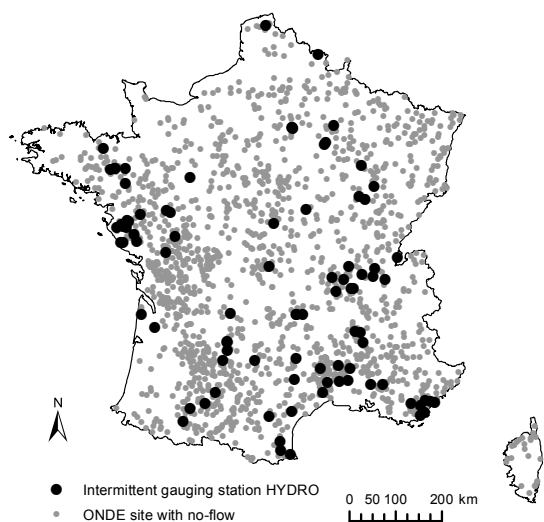 N
Intermittent gauging station HYDRO
ONDE site with no-flow
0 50 100 200 km